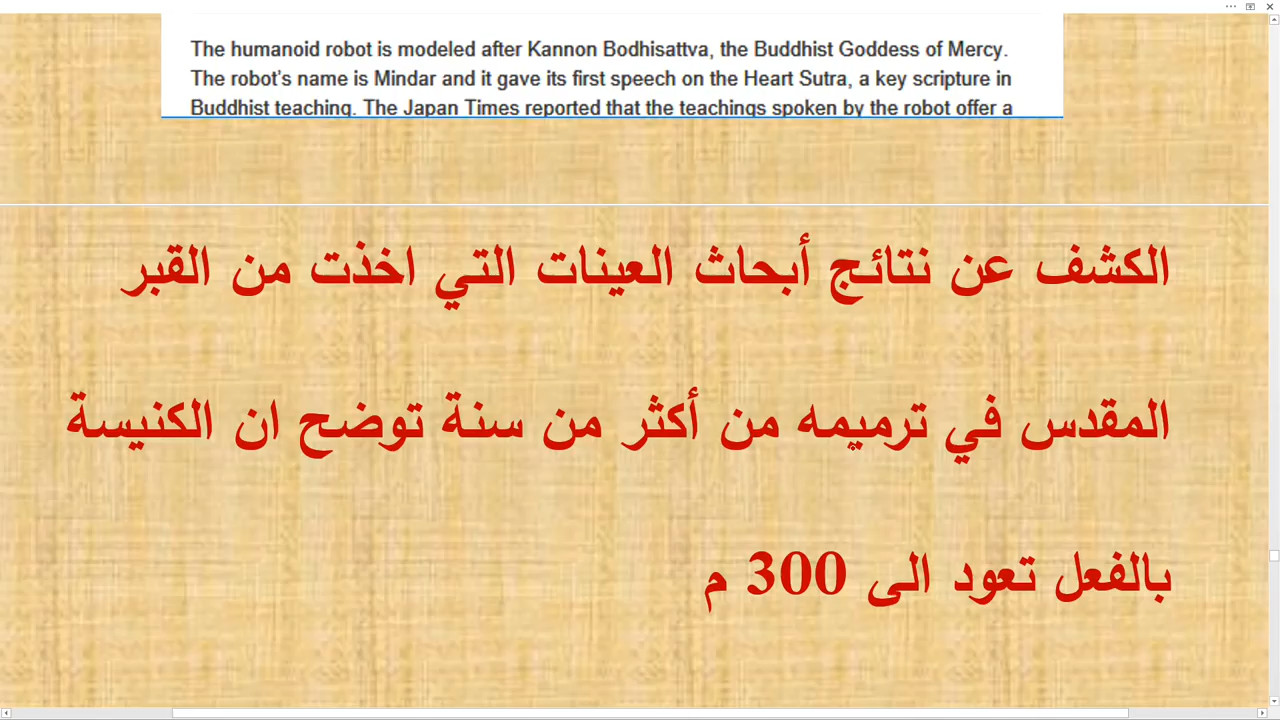 The humanoid robot is modeled after Kannon Bodhisattva, the Buddhist Goddess of Mercy.
The robot's name is Mindar and it gave its first speech on the Heart Sutra, a key scripture in
Buddhist teaching. The Japan Times reported that the teachings spoken by the robot offer a
الكشف عن نتائج أبحاث العينات التي اخذت من القبر
المقدس في ترميمه من أكثر من سنة توضح ان الكنيسة
بالفعل تعود الى 300 م